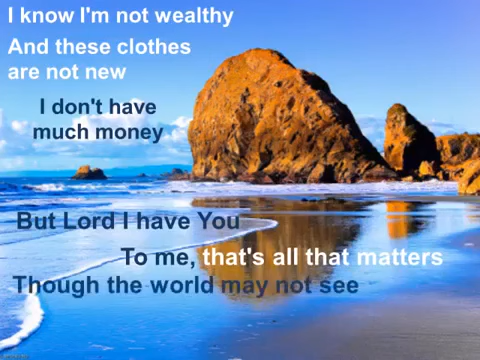 I know I'm not wealthy
And these clothes
are not new
I don't have
much money
But Lord I have You
To me, that's all that matters
Though the world may not see